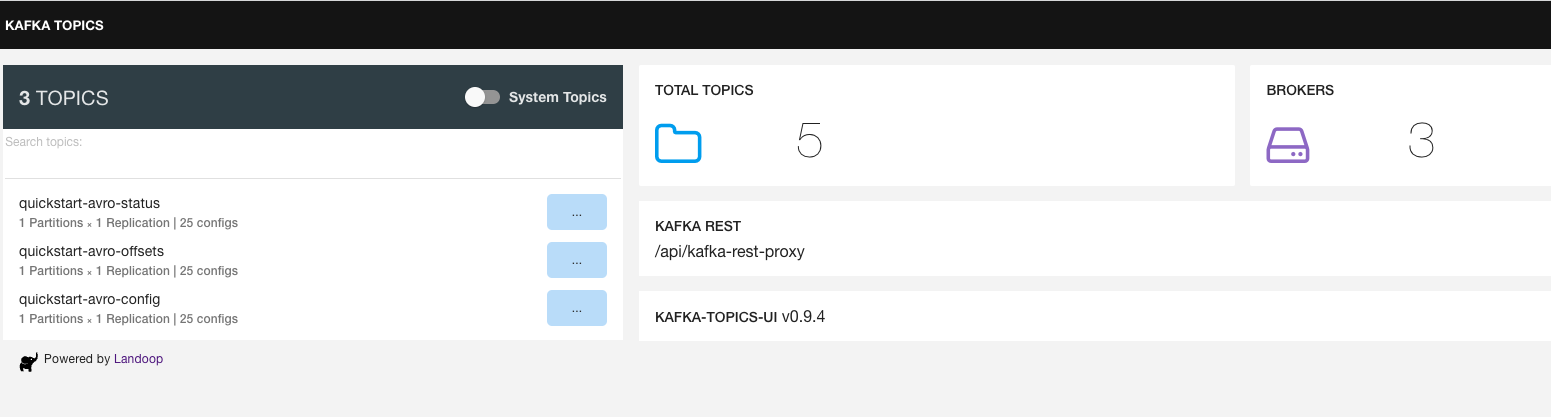 KAFKA TOPICS
3 TOPICS
System Topics
Search topics:
quickstart-avro-status
1 Partitions × 1 Replication | 25 configs
...
quickstart-avro-offsets
1 Partitions × 1 Replication | 25 configs
...
quickstart-avro-config
1 Partitions × 1 Replication | 25 configs
...
Powered by Landoop
TOTAL TOPICS
5
BROKERS
3
KAFKA REST
/api/kafka-rest-proxy
KAFKA-TOPICS-UI v0.9.4